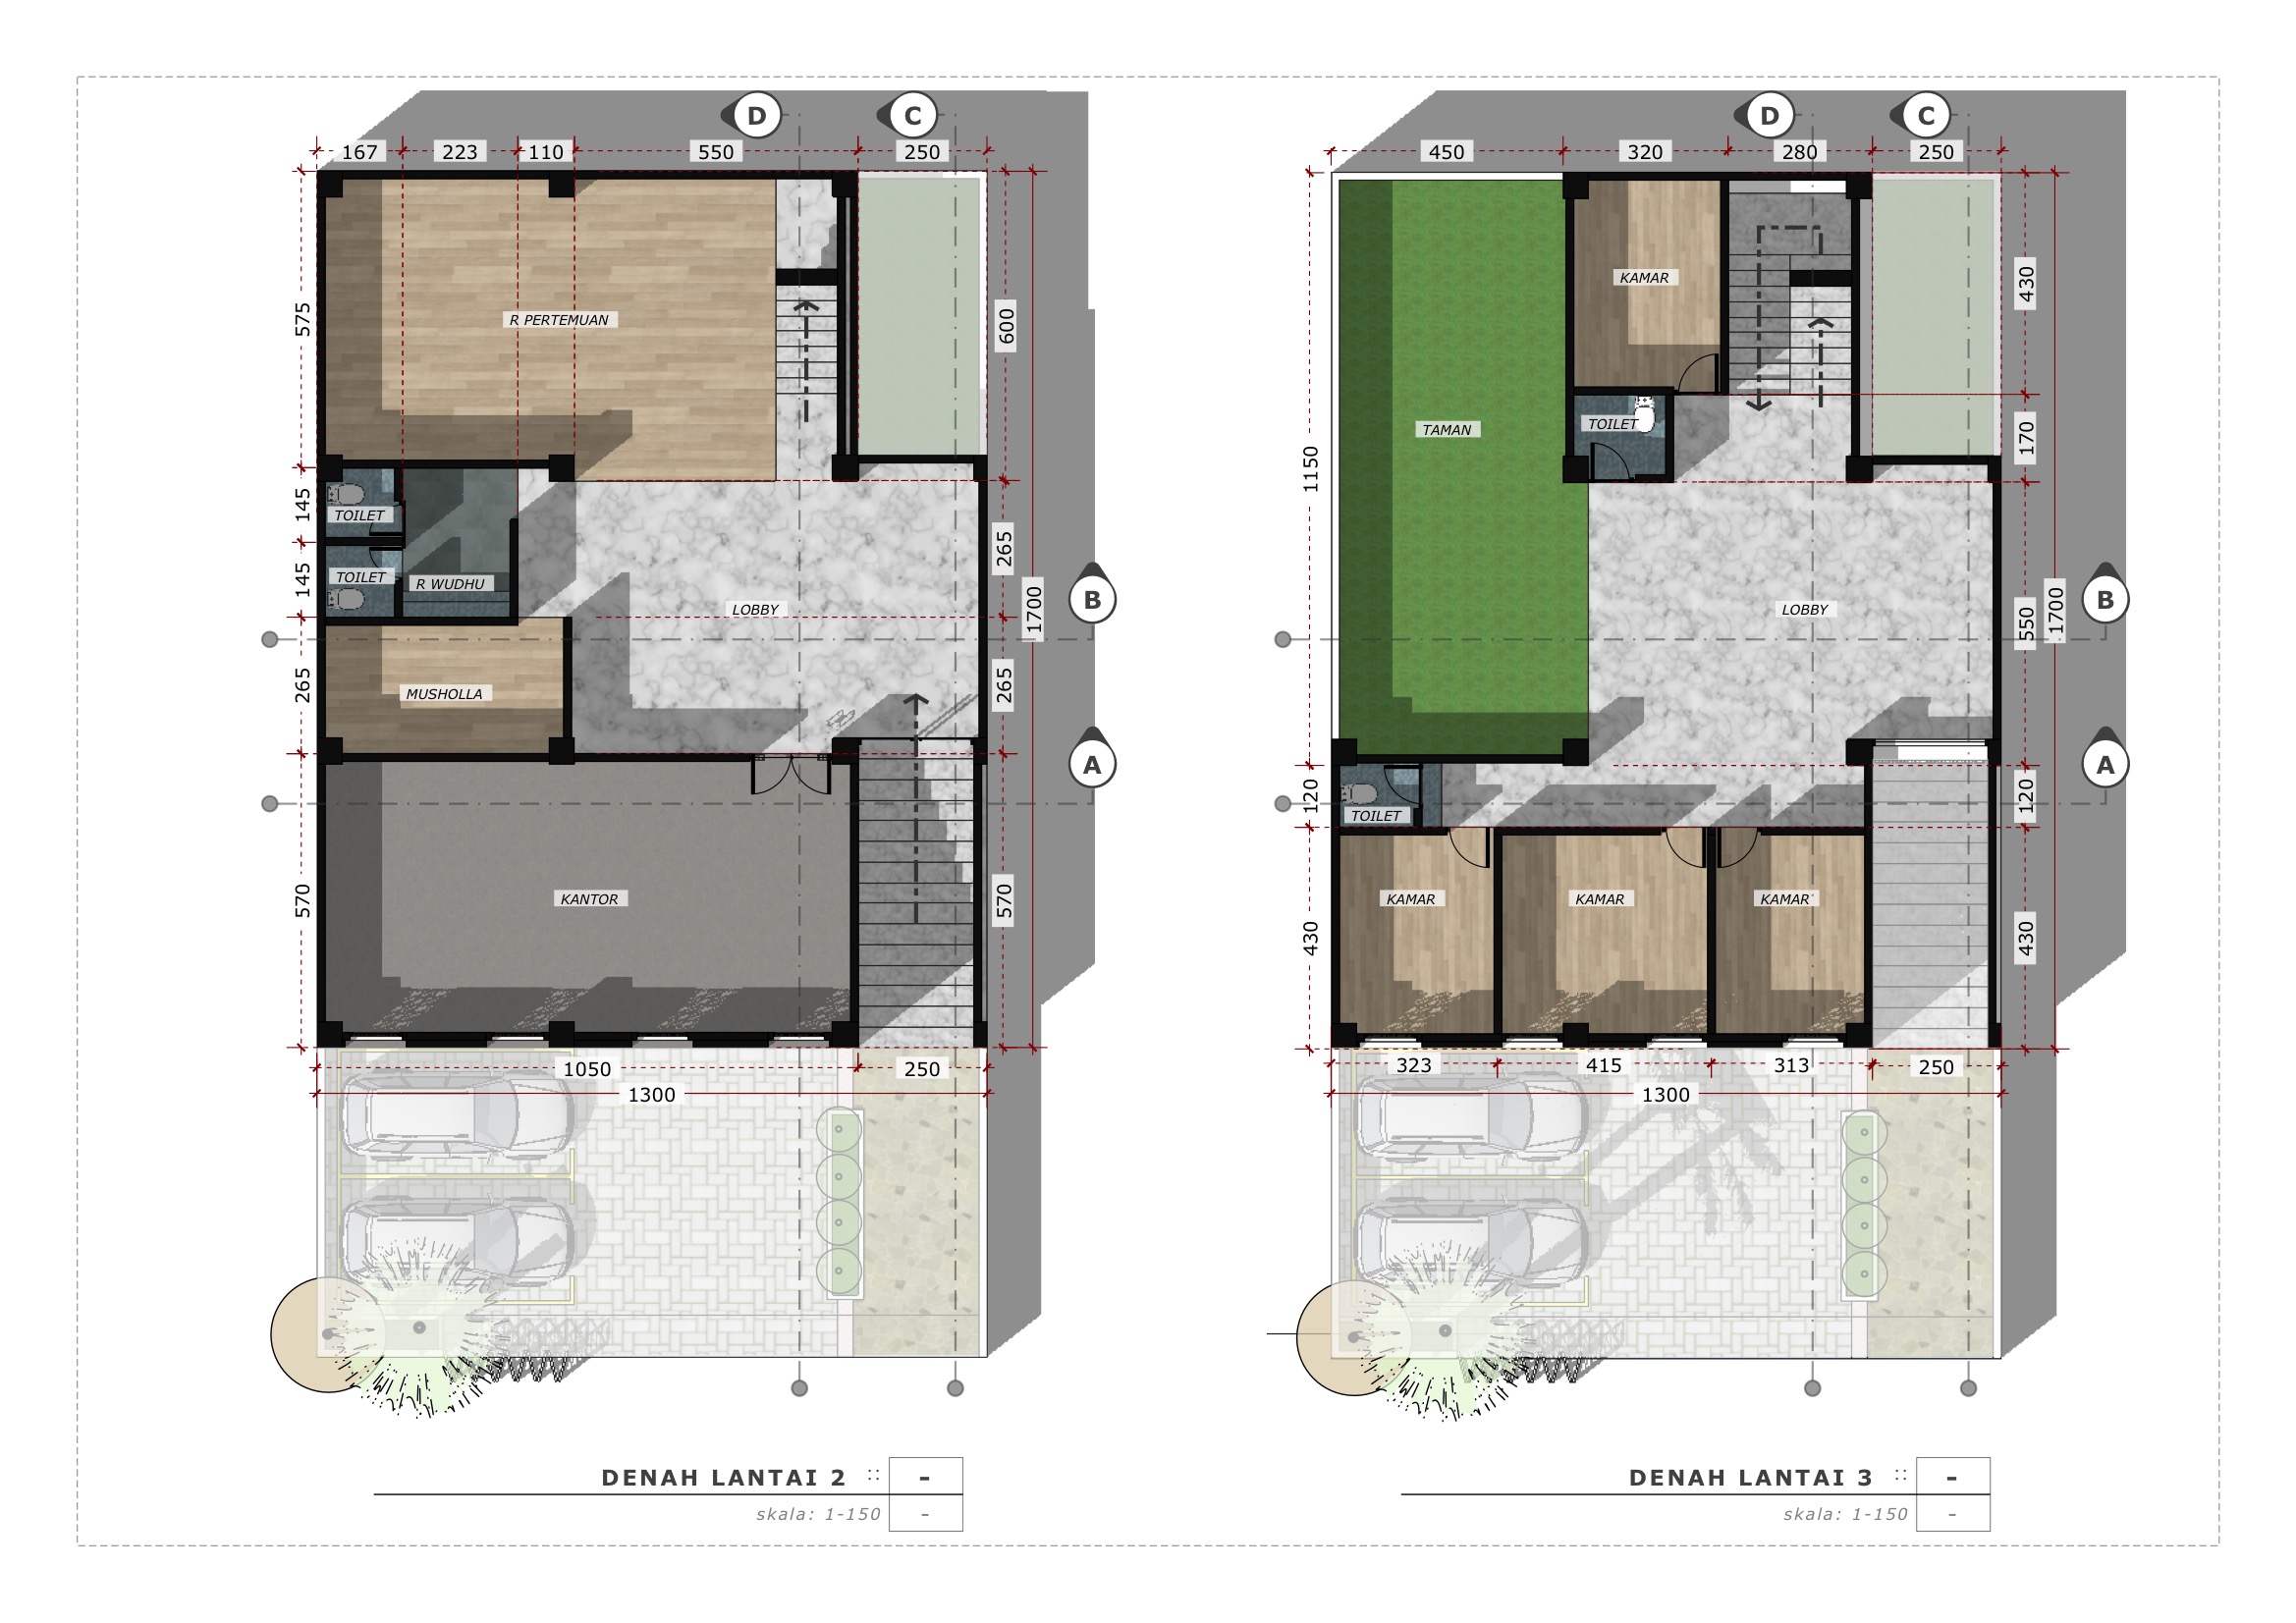 D
C
167
223
110
550
250
575
145
145
265
570
600
265
265
570
1700
R PERTEMUAN
TOILET
TOILET
R WUDHU
LOBBY
MUSHOLLA
KANTOR
B
A
1050
250
1300
DENAH LANTAI 2 :: -
skala: 1-150 -
D
C
450
320
280
250
1150
120
430
430
170
550
120
430
1700
KAMAR
TOILET
TAMAN
LOBBY
TOILET
KAMAR
KAMAR
KAMAR
B
A
323
415
313
250
1300
DENAH LANTAI 3 :: -
skala: 1-150 -